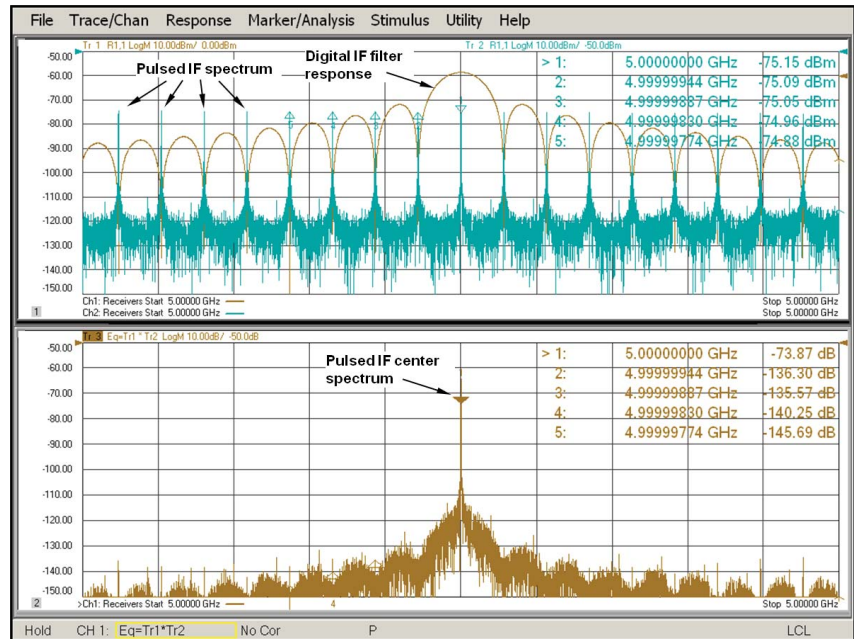 File Trace/Chan Response Marker/Analysis Stimulus Utility Help
Tr 1 R1,1 LogM 10.00dBm/ 0.00dBm
Tr 2 R1,1 LogM 10.00dBm/ -50.0dBm
-50.00
-60.00
-70.00
-80.00
-90.00
-100.00
-110.00
-120.00
-130.00
-140.00
-150.00
Pulsed IF spectrum
Digital IF filter
response
> 1: 5.00000000 GHz -75.15 dBm
2: 4.99999944 GHz -75.09 dBm
3: 4.99999887 GHz -75.05 dBm
4: 4.99999830 GHz -74.96 dBm
5: 4.99999774 GHz -74.88 dBm
1
Ch1: Receivers Start 5.00000 GHz
Stop 5.00000 GHz
Ch2: Receivers Start 5.00000 GHz
Stop 5.00000 GHz
Tr 3 Eq=Tr1 * Tr2 LogM 10.00dB/ -50.0dB
-50.00
-60.00
-70.00
-80.00
-90.00
-100.00
-110.00
-120.00
-130.00
-140.00
-150.00
Pulsed IF center
spectrum
> 1: 5.00000000 GHz -73.87 dB
2: 4.99999944 GHz -136.30 dB
3: 4.99999887 GHz -135.57 dB
4: 4.99999830 GHz -140.25 dB
5: 4.99999774 GHz -145.69 dB
4
2
>Ch1: Receivers Start 5.00000 GHz
Stop 5.00000 GHz
Hold CH 1: Eq=Tr1*Tr2 No Cor P LCL